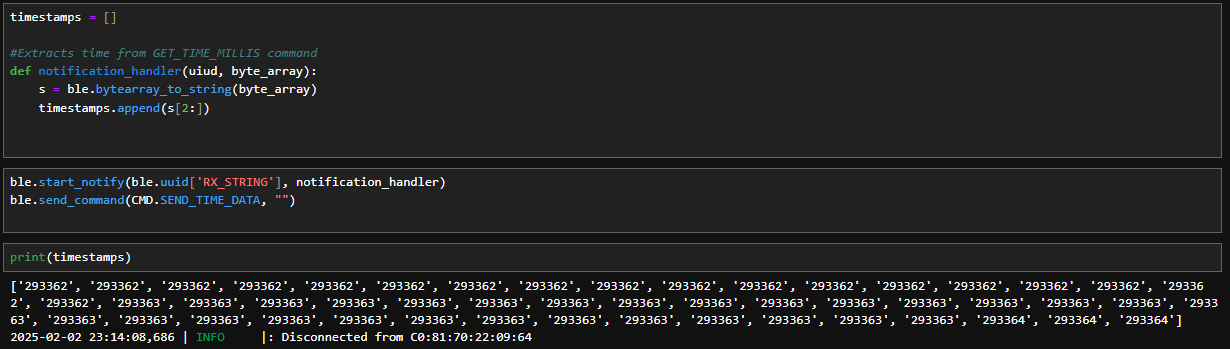 timestamps = []
#Extracts time from GET_TIME_MILLIS command
def notification_handler(uiud, byte_array):
    s = ble.bytearray_to_string(byte_array)
    timestamps.append(s[2:])
ble.start_notify(ble.uuid['RX_STRING'], notification_handler)
ble.send_command(CMD.SEND_TIME_DATA, "")
print(timestamps)
['293362', '293362', '293362', '293362', '293362', '293362', '293362', '293362', '293362', '293362', '293362', '293362', '293362', '293362', '293362', '293362', '29336
2', '293362', '293363', '293363', '293363', '293363', '293363', '293363', '293363', '293363', '293363', '293363', '293363', '293363', '293363', '293363', '293363', '2933
63', '293363', '293363', '293363', '293363', '293363', '293363', '293363', '293363', '293363', '293363', '293363', '293363', '293363', '293364', '293364', '293364']
2025-02-02 23:14:08,686 | INFO     |: Disconnected from C0:81:70:22:09:64